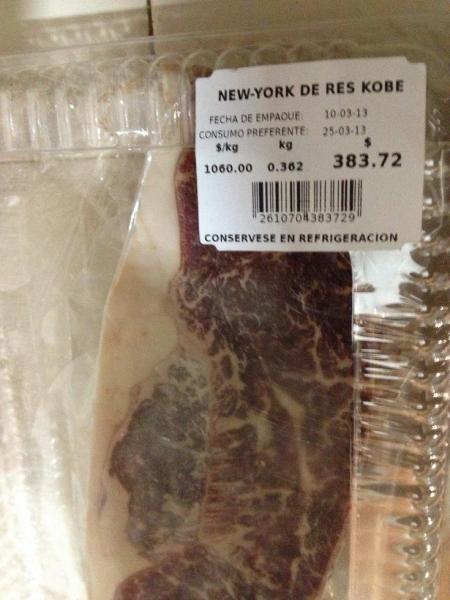 NEW-YORK DE RES KOBE
FECHA DE EMPAQUE: 10-03-13
CONSUMO PREFERENTE: 25-03-13
$/kg kg $
1060.00 0.362 383.72
2610704383729
CONSERVESE EN REFRIGERACION